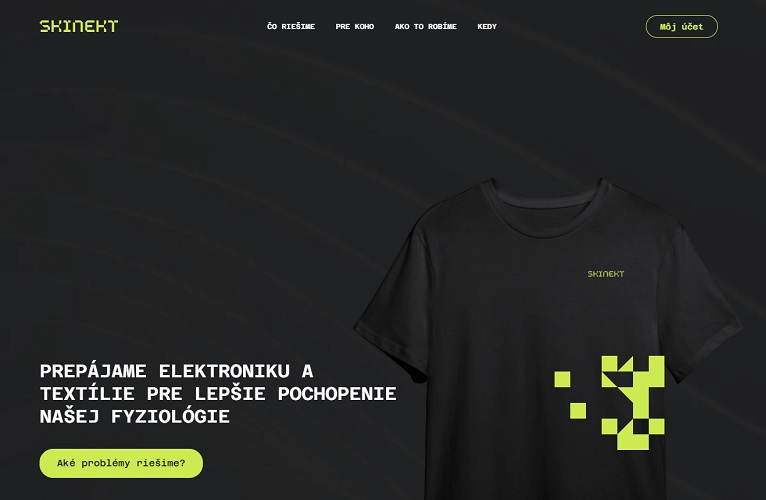 SKINEKT
ČO RIEŠIME
PRE KOHO
AKO TO ROBÍME
KEDY
Môj účet
SKINEKT
PREPÁJAME ELEKTRONIKU A
TEXTÍLIE PRE LEPŠIE POCHOPENIE
NAŠEJ FYZIOLÓGIE
Aké problémy riešime?